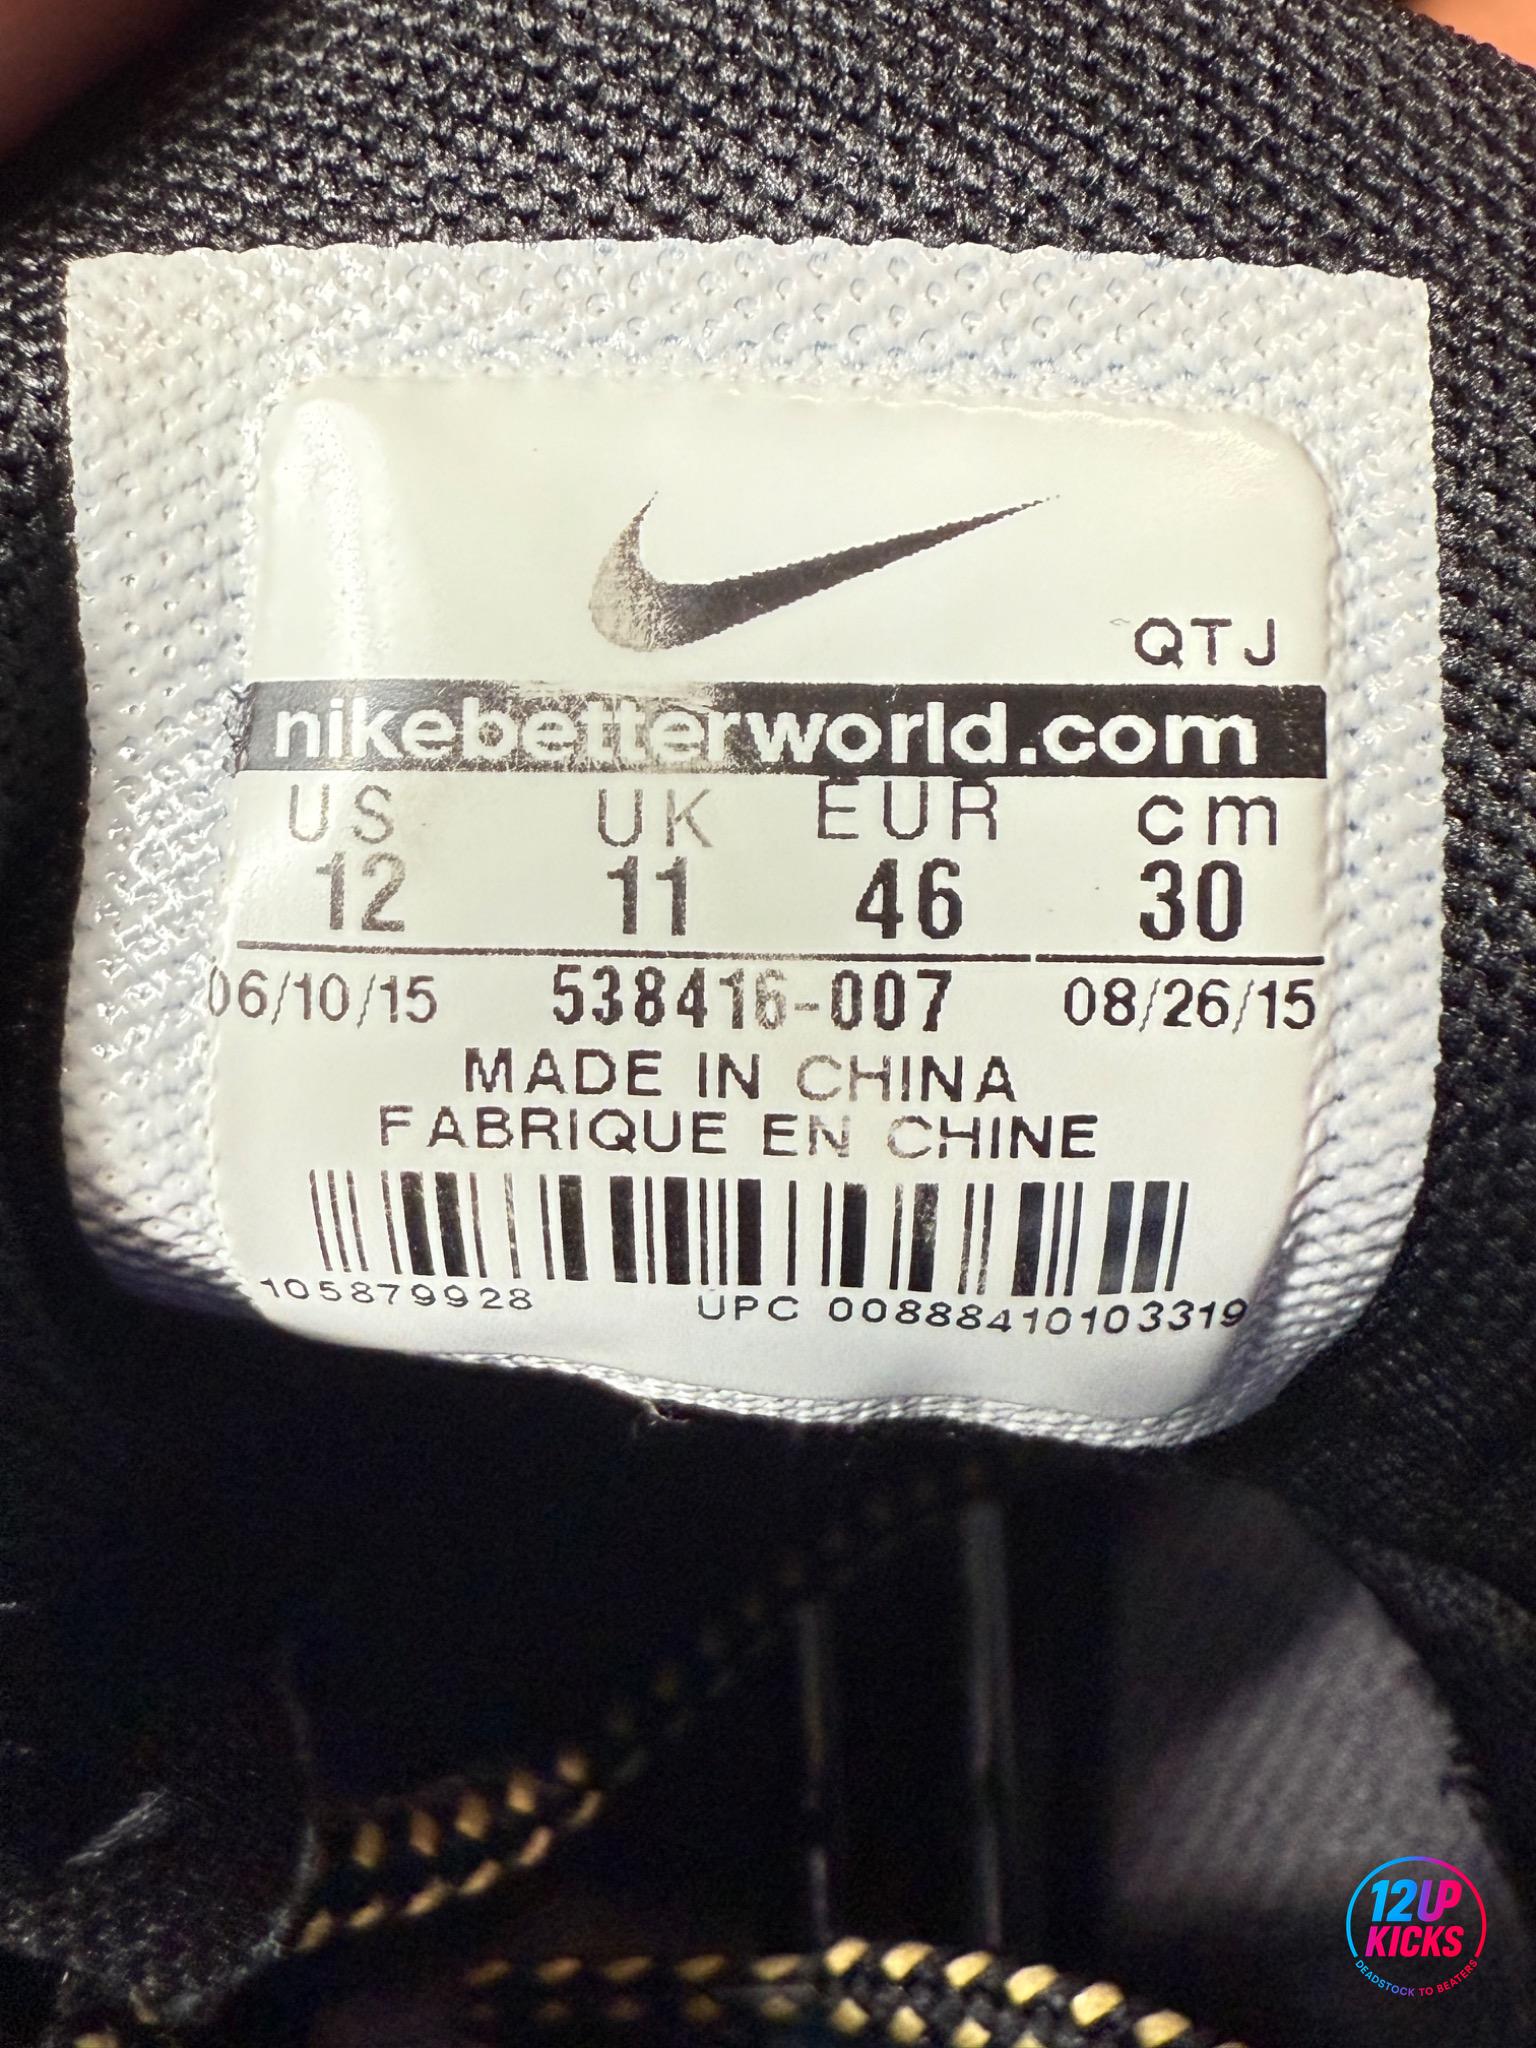 QTJ
nikebetterworld.com
US UK EUR cm
12 11 46 30
06/10/15 538416-007 08/26/15
MADE IN CHINA
FABRIQUE EN CHINE
105879928 UPC 00888410103319
12UP
KICKS
DEADSTOCK TO BEATERS